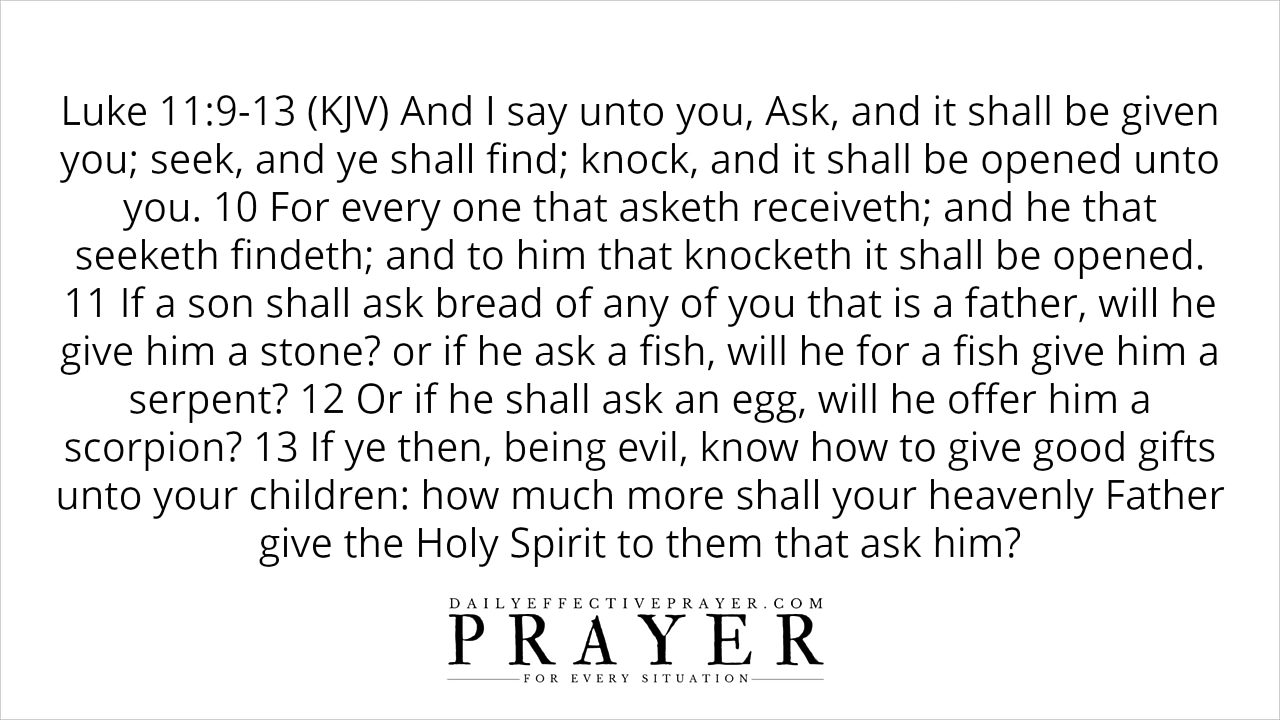 Luke 11:9-13 (KJV) And I say unto you, Ask, and it shall be given
you; seek, and ye shall find; knock, and it shall be opened unto
you. 10 For every one that asketh receiveth; and he that
seeketh findeth; and to him that knocketh it shall be opened.
11 If a son shall ask bread of any of you that is a father, will he
give him a stone? or if he ask a fish, will he for a fish give him a
serpent? 12 Or if he shall ask an egg, will he offer him a
scorpion? 13 If ye then, being evil, know how to give good gifts
unto your children: how much more shall your heavenly Father
give the Holy Spirit to them that ask him?
DAILYEFFECTIVEPRAYER.COM
PRAYER
FOR EVERY SITUATION